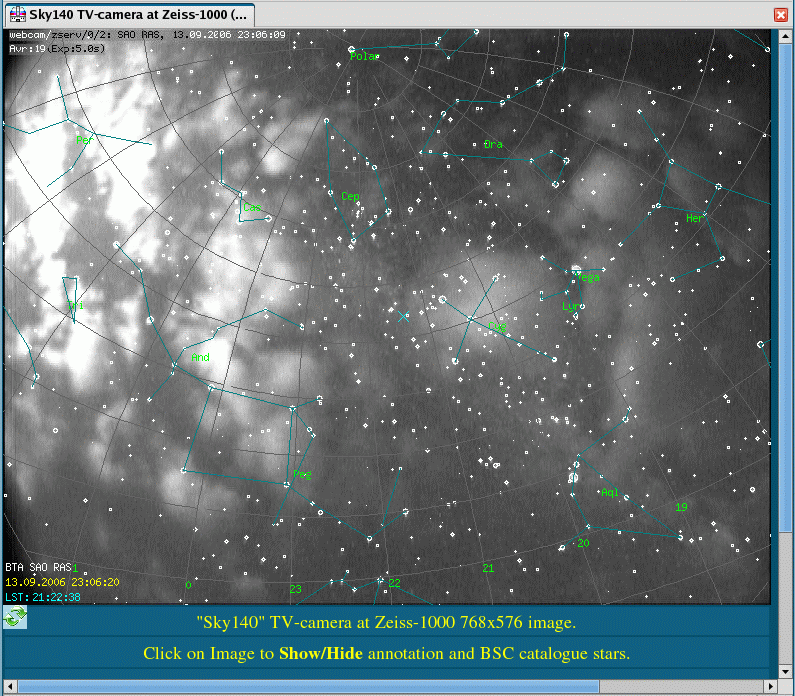 Sky140 TV-camera at Zeiss-1000 (...
webcam/zserv/0/2: SAO RAS, 13.09.2006 23:06:09
Avr:19(Exp:5.0s)
Polar
Per
Dra
Cep
Cas
Her
Vega
Lyr
And
Peg
Aql
19
20
21
22
23
0
BTA SAO RAS
13.09.2006 23:06:20
LST: 21:22:38
"Sky140" TV-camera at Zeiss-1000 768x576 image.
Click on Image to Show/Hide annotation and BSC catalogue stars.